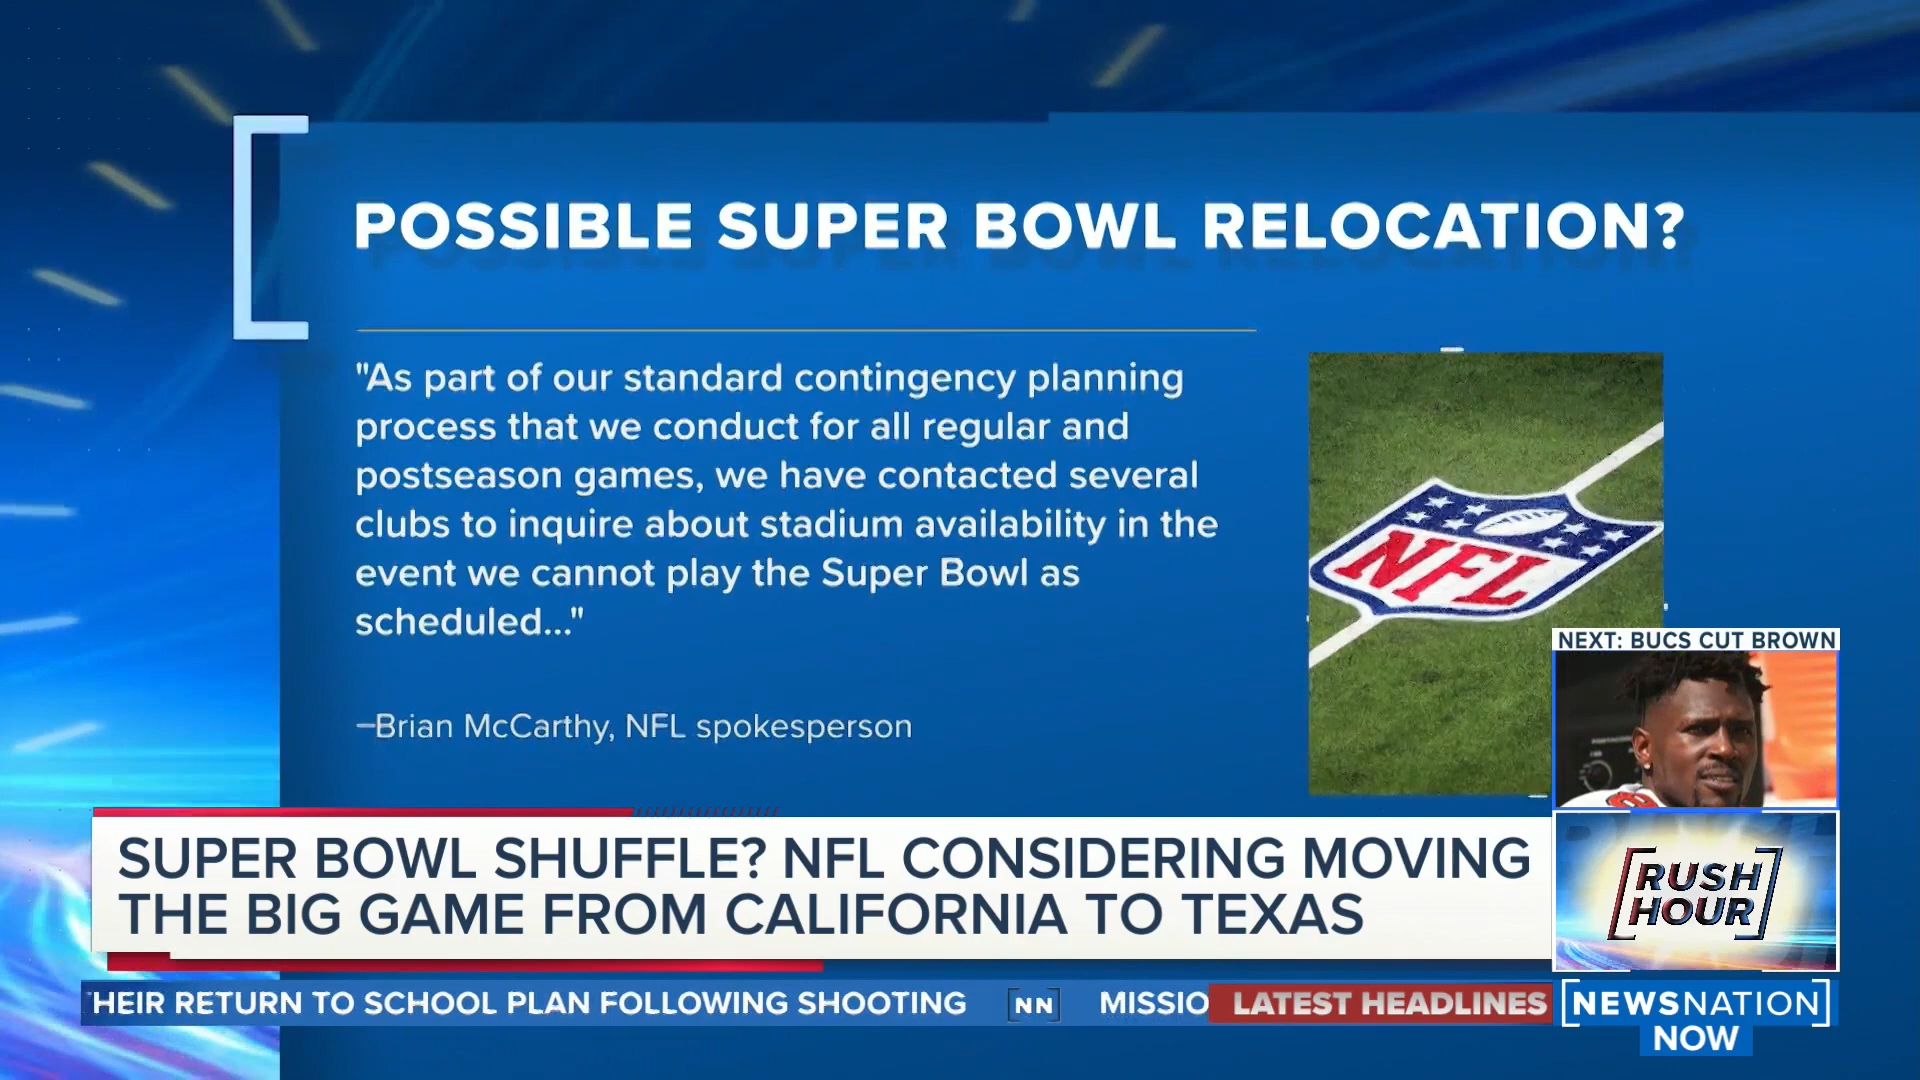 POSSIBLE SUPER BOWL RELOCATION?
"As part of our standard contingency planning
process that we conduct for all regular and
postseason games, we have contacted several
clubs to inquire about stadium availability in the
event we cannot play the Super Bowl as
scheduled..."
–Brian McCarthy, NFL spokesperson
NFL
NEXT: BUCS CUT BROWN
SUPER BOWL SHUFFLE? NFL CONSIDERING MOVING
THE BIG GAME FROM CALIFORNIA TO TEXAS
RUSH
HOUR
HEIR RETURN TO SCHOOL PLAN FOLLOWING SHOOTING [NN] MISSIO
LATEST HEADLINES
[NEWSNATION]
NOW